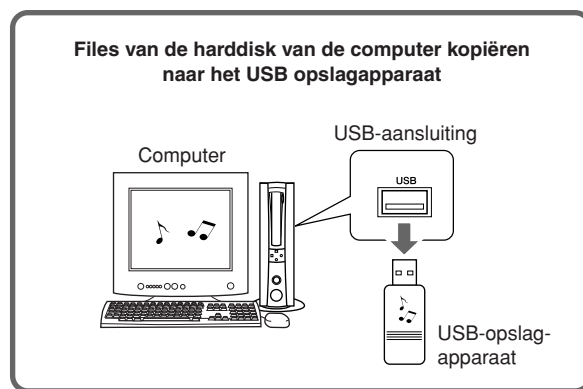 Files van de harddisk van de computer kopiëren
naar het USB opslagapparaat
USB-aansluiting
Computer
USB
USB-opslag-
apparaat